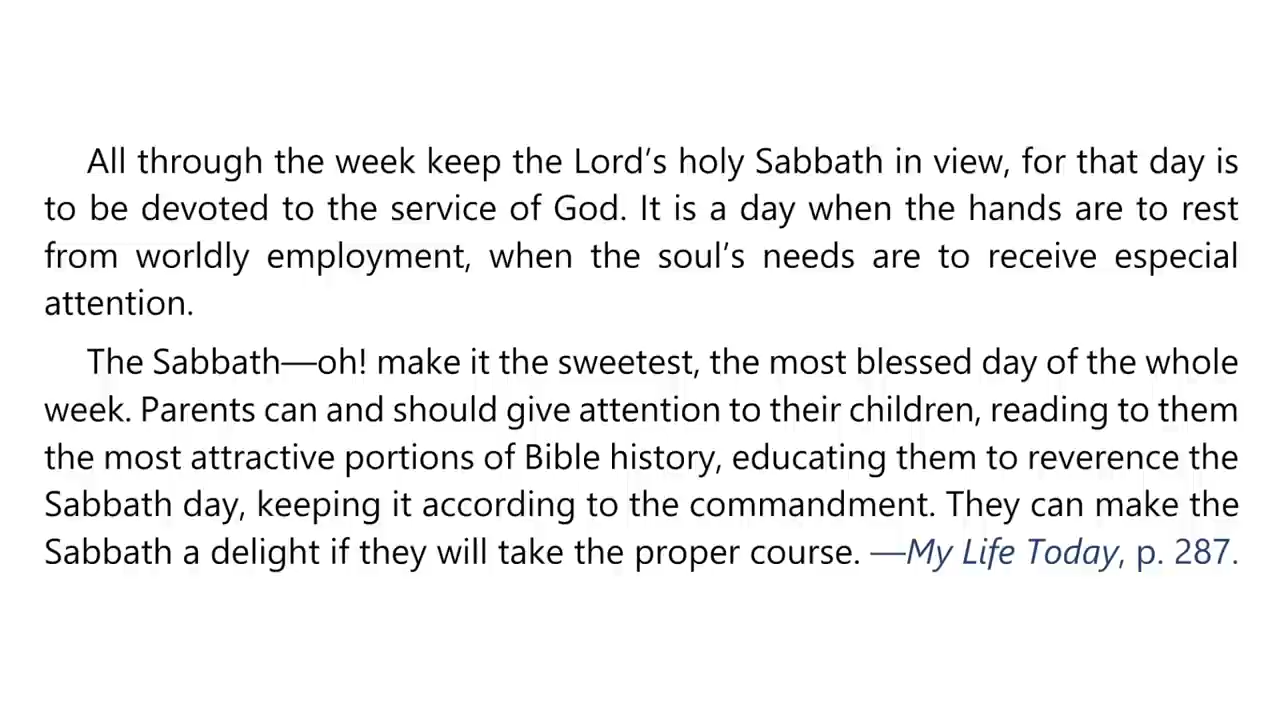 All through the week keep the Lord’s holy Sabbath in view, for that day is
to be devoted to the service of God. It is a day when the hands are to rest
from worldly employment, when the soul’s needs are to receive especial
attention.
The Sabbath—oh! make it the sweetest, the most blessed day of the whole
week. Parents can and should give attention to their children, reading to them
the most attractive portions of Bible history, educating them to reverence the
Sabbath day, keeping it according to the commandment. They can make the
Sabbath a delight if they will take the proper course. —My Life Today, p. 287.